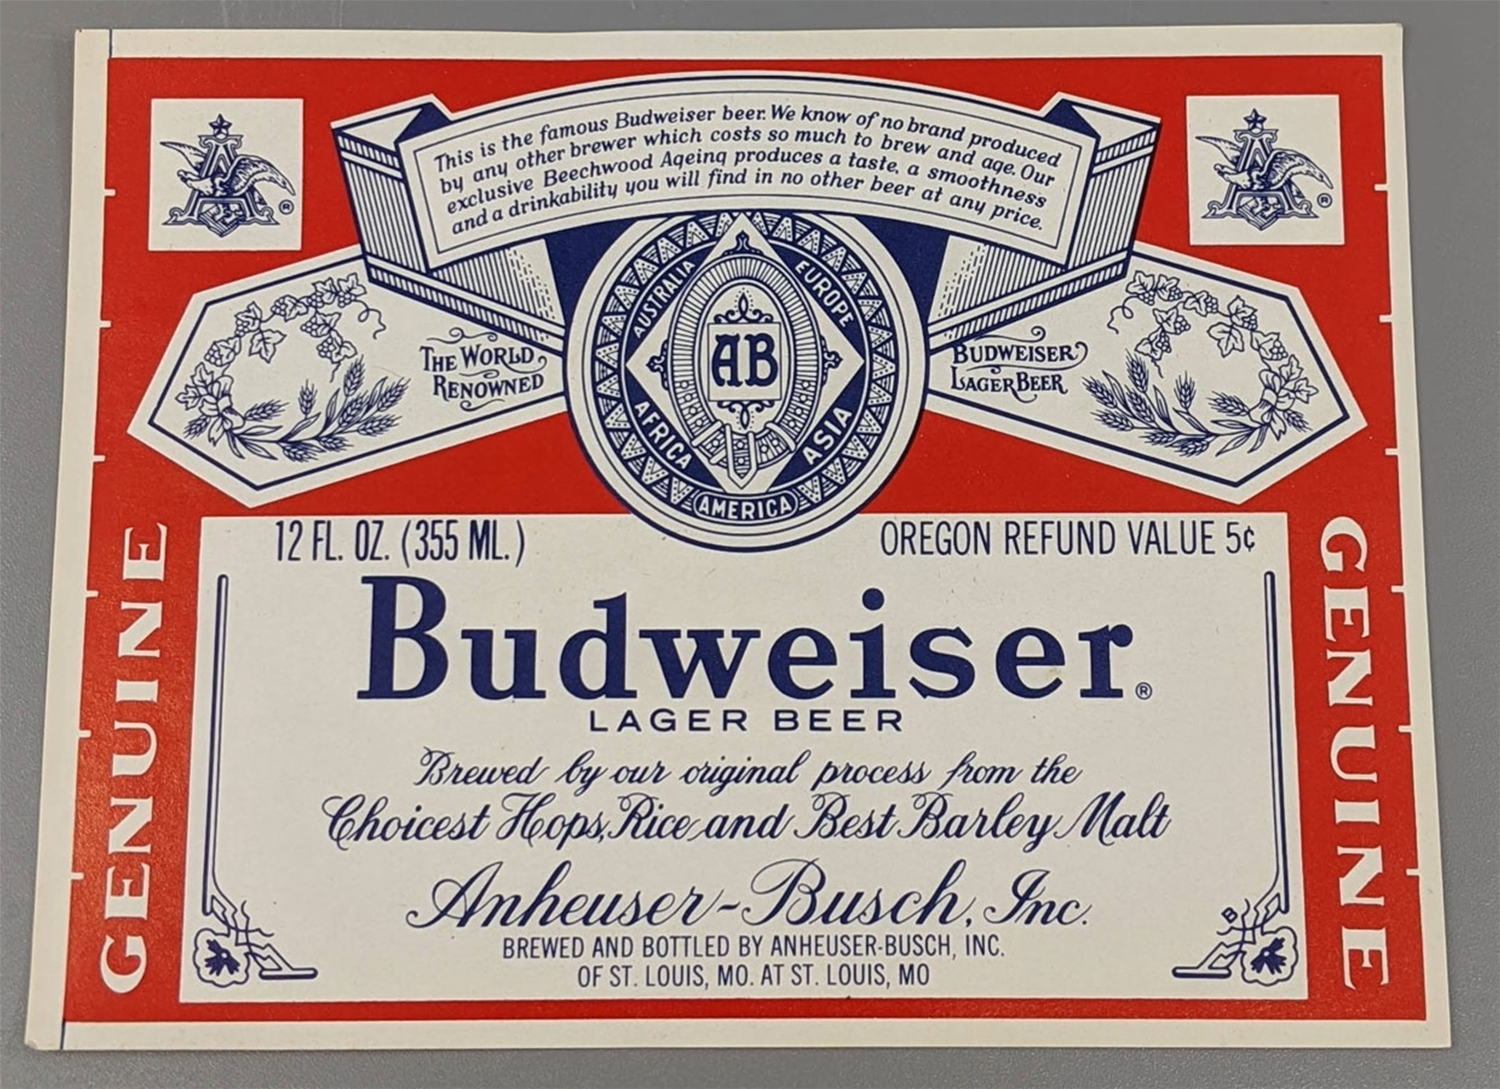 This is the famous Budweiser beer. We know of no brand produced
by any other brewer which costs so much to brew and age. Our
exclusive Beechwood Ageing produces a taste, a smoothness
and a drinkability you will find in no other beer at any price.
A
®
A
®
THE WORLD
RENOWNED
AUSTRALIA
EUROPE
AB
AFRICA
ASIA
AMERICA
BUDWEISER
LAGER BEER
12 FL. OZ. (355 ML.)
OREGON REFUND VALUE 5¢
GENUINE
GENUINE
Budweiser®
LAGER BEER
Brewed by our original process from the
Choicest Hops, Rice and Best Barley Malt
Anheuser-Busch, Inc.
BREWED AND BOTTLED BY ANHEUSER-BUSCH, INC.
OF ST. LOUIS, MO. AT ST. LOUIS, MO
B